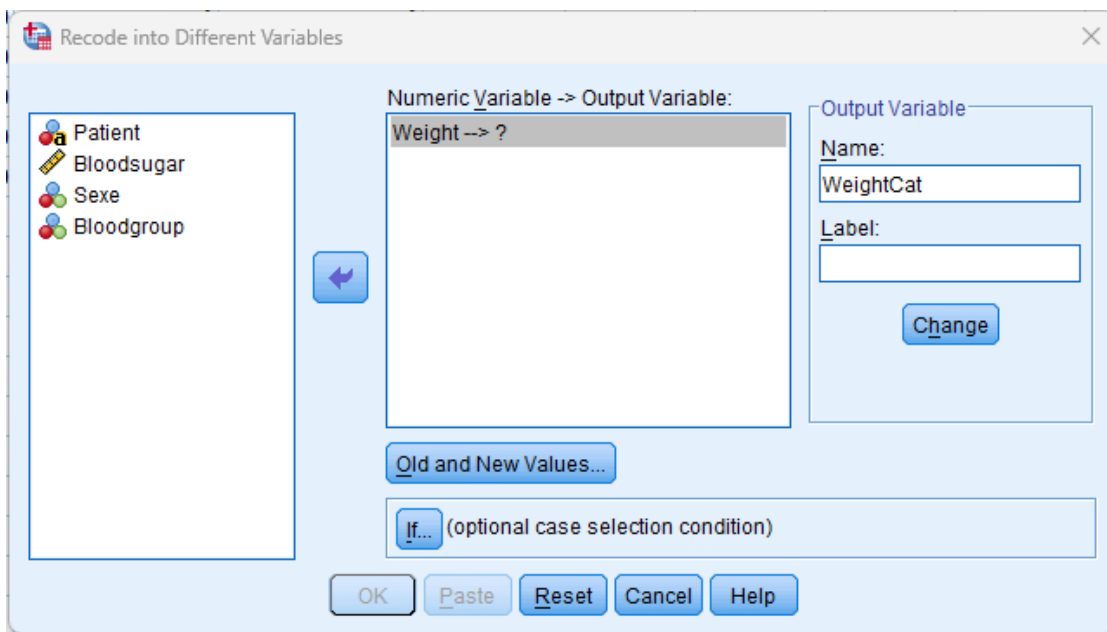 Recode into Different Variables
Patient
Bloodsugar
Sexe
Bloodgroup
Numeric Variable -> Output Variable:
Weight --> ?
Output Variable
Name:
WeightCat
Label:
Change
Old and New Values...
If... (optional case selection condition)
OK Paste Reset Cancel Help